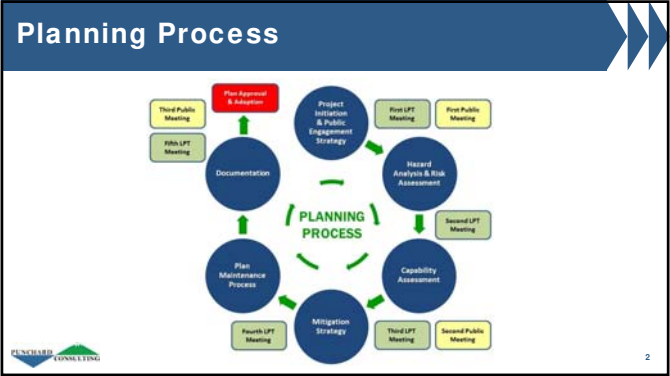 Planning Process
Plan Approval
& Adoption
Third Public
Meeting
Fifth LPT
Meeting
Project
Initiation
& Public
Engagement
Strategy
First LPT
Meeting
First Public
Meeting
Documentation
Hazard
Analysis & Risk
Assessment
PLANNING
PROCESS
Second LPT
Meeting
Plan
Maintenance
Process
Capability
Assessment
Mitigation
Strategy
Fourth LPT
Meeting
Third LPT
Meeting
Second Public
Meeting
PUNCHARD
CONSULTING
2